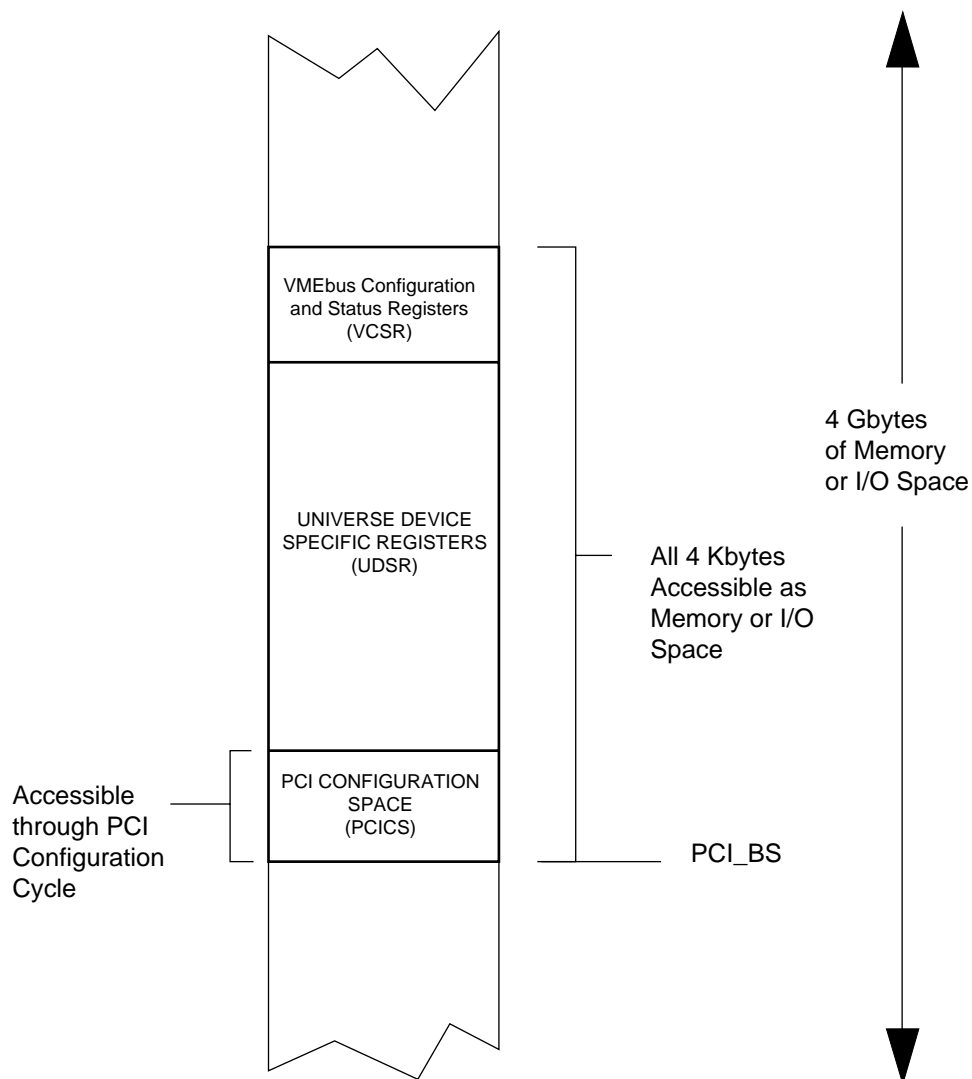 VMEbus Configuration
and Status Registers
(VCSR)
4 Gbytes
of Memory
or I/O Space
UNIVERSE DEVICE
SPECIFIC REGISTERS
(UDSR)
All 4 Kbytes
Accessible as
Memory or I/O
Space
PCI CONFIGURATION
SPACE
(PCICS)
Accessible
through PCI
Configuration
Cycle
PCI_BS